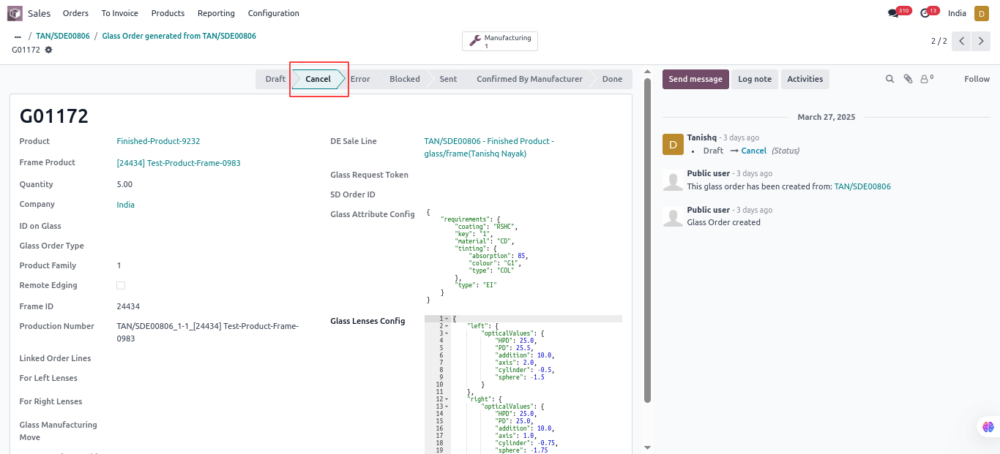 Sales Orders To Invoice Products Reporting Configuration 310 13 India D
... / TAN/SDE00806 / Glass Order generated from TAN/SDE00806
G01172
Manufacturing
1
2 / 2
Draft Cancel Error Blocked Sent Confirmed By Manufacturer Done
G01172
Product Finished-Product-9232
Frame Product [24434] Test-Product-Frame-0983
Quantity 5.00
Company India
ID on Glass
Glass Order Type
Product Family 1
Remote Edging
Frame ID 24434
Production Number TAN/SDE00806_1-1_[24434] Test-Product-Frame-
0983
Linked Order Lines
For Left Lenses
For Right Lenses
Glass Manufacturing
Move
DE Sale Line TAN/SDE00806 - Finished Product -
glass/frame(Tanishq Nayak)
Glass Request Token
SD Order ID
Glass Attribute Config {
"requirements": {
"coating": "RSHC",
"key": "1",
"material": "CD",
"tinting": {
"absorption": 85,
"colour": "G1",
"type": "COL"
},
"type": "EI"
}
}
Glass Lenses Config
1 {
2 "left": {
3 "opticalValues": {
4 "HPD": 25.0,
5 "PD": 25.5,
6 "addition": 10.0,
7 "axis": 2.0,
8 "cylinder": -0.5,
9 "sphere": -1.5
10 }
11 },
12 "right": {
13 "opticalValues": {
14 "HPD": 25.0,
15 "PD": 25.0,
16 "addition": 10.0,
17 "axis": 1.0,
18 "cylinder": -0.75,
19 "sphere": -1.75
Send message Log note Activities 0 Follow
March 27, 2025
D Tanishq - 3 days ago
• Draft → Cancel (Status)
Public user - 3 days ago
This glass order has been created from: TAN/SDE00806
Public user - 3 days ago
Glass Order created